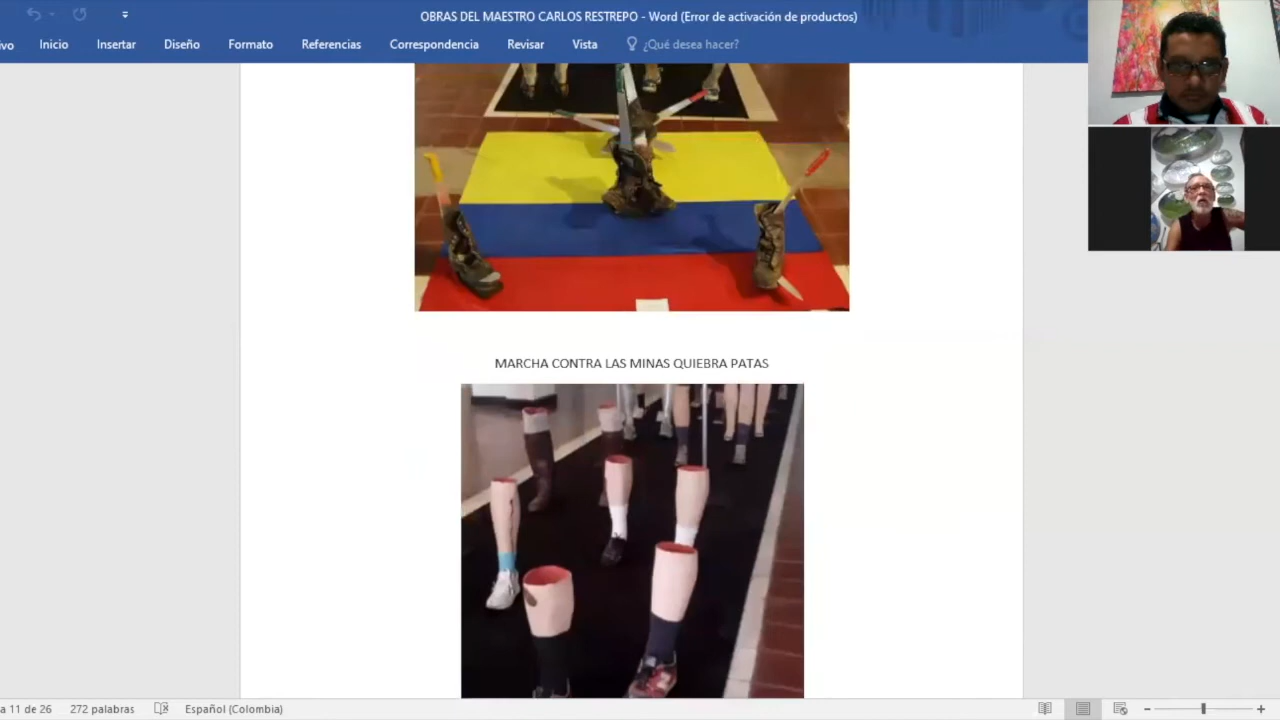 OBRAS DEL MAESTRO CARLOS RESTREPO - Word (Error de activación de productos)
ivo Inicio Insertar Diseño Formato Referencias Correspondencia Revisar Vista ¿Qué desea hacer?
MARCHA CONTRA LAS MINAS QUIEBRA PATAS
a 11 de 26 272 palabras Español (Colombia)